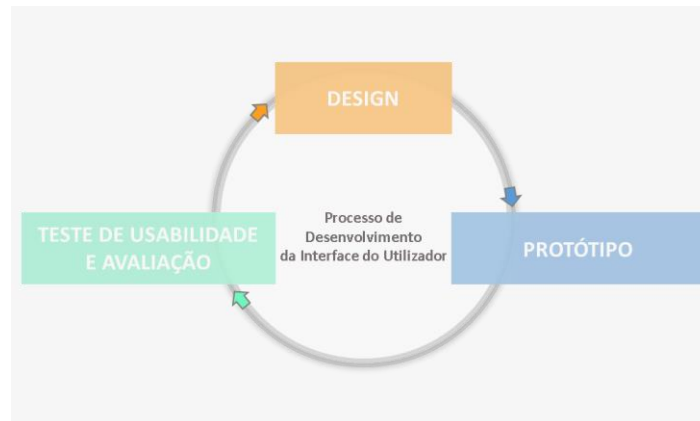 DESIGN
Processo de
Desenvolvimento
da Interface do Utilizador
TESTE DE USABILIDADE
E AVALIAÇÃO
PROTÓTIPO